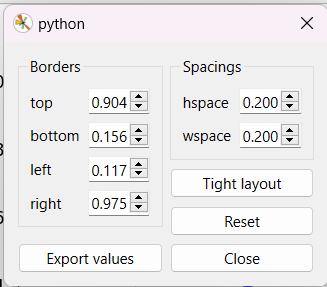 python
Borders
top 0.904
bottom 0.156
left 0.117
right 0.975
Spacings
hspace 0.200
wspace 0.200
Tight layout
Reset
Export values
Close